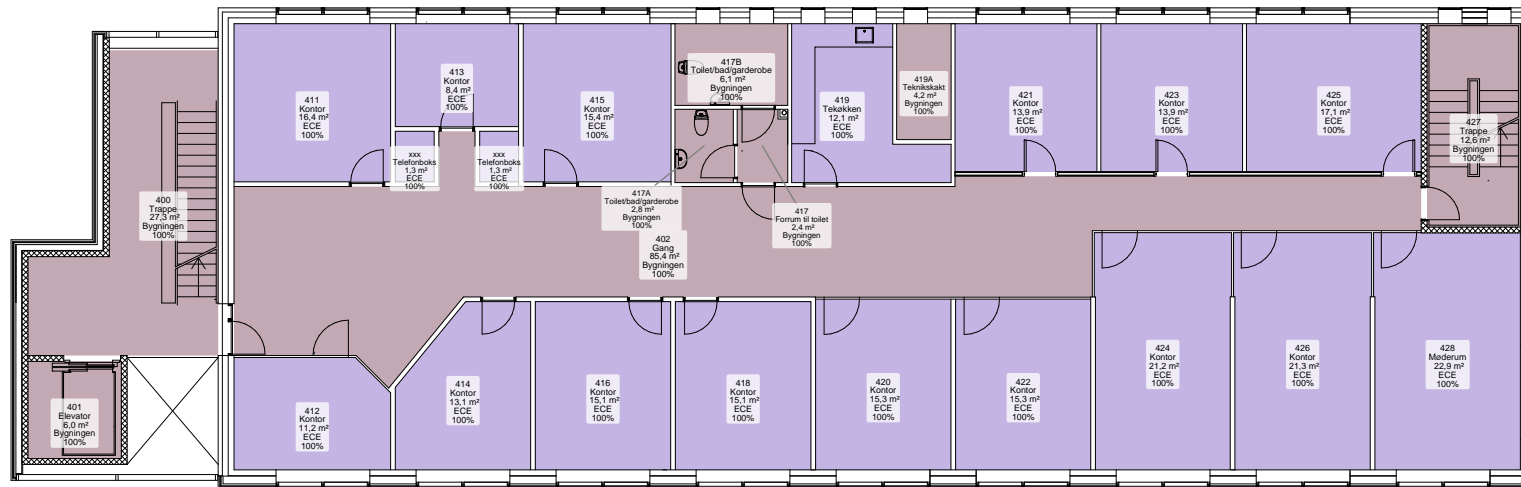 411
Kontor
16,4 m²
ECE
100%
413
Kontor
8,4 m²
ECE
100%
415
Kontor
15,4 m²
ECE
100%
417B
Toilet/bad/garderobe
6,1 m²
Bygningen
100%
419
Tekøkken
12,1 m²
ECE
100%
419A
Teknikskakt
4,2 m²
Bygningen
100%
421
Kontor
13,9 m²
ECE
100%
423
Kontor
13,9 m²
ECE
100%
425
Kontor
17,1 m²
ECE
100%
427
Trappe
12,6 m²
Bygningen
100%
xxx
Telefonboks
1,3 m²
ECE
100%
xxx
Telefonboks
1,3 m²
ECE
100%
400
Trappe
27,3 m²
Bygningen
100%
417A
Toilet/bad/garderobe
2,8 m²
Bygningen
100%
417
Forrum til toilet
2,4 m²
Bygningen
100%
402
Gang
85,4 m²
Bygningen
100%
401
Elevator
6,0 m²
Bygningen
100%
412
Kontor
11,2 m²
ECE
100%
414
Kontor
13,1 m²
ECE
100%
416
Kontor
15,1 m²
ECE
100%
418
Kontor
15,1 m²
ECE
100%
420
Kontor
15,3 m²
ECE
100%
422
Kontor
15,3 m²
ECE
100%
424
Kontor
21,2 m²
ECE
100%
426
Kontor
21,3 m²
ECE
100%
428
Møderum
22,9 m²
ECE
100%